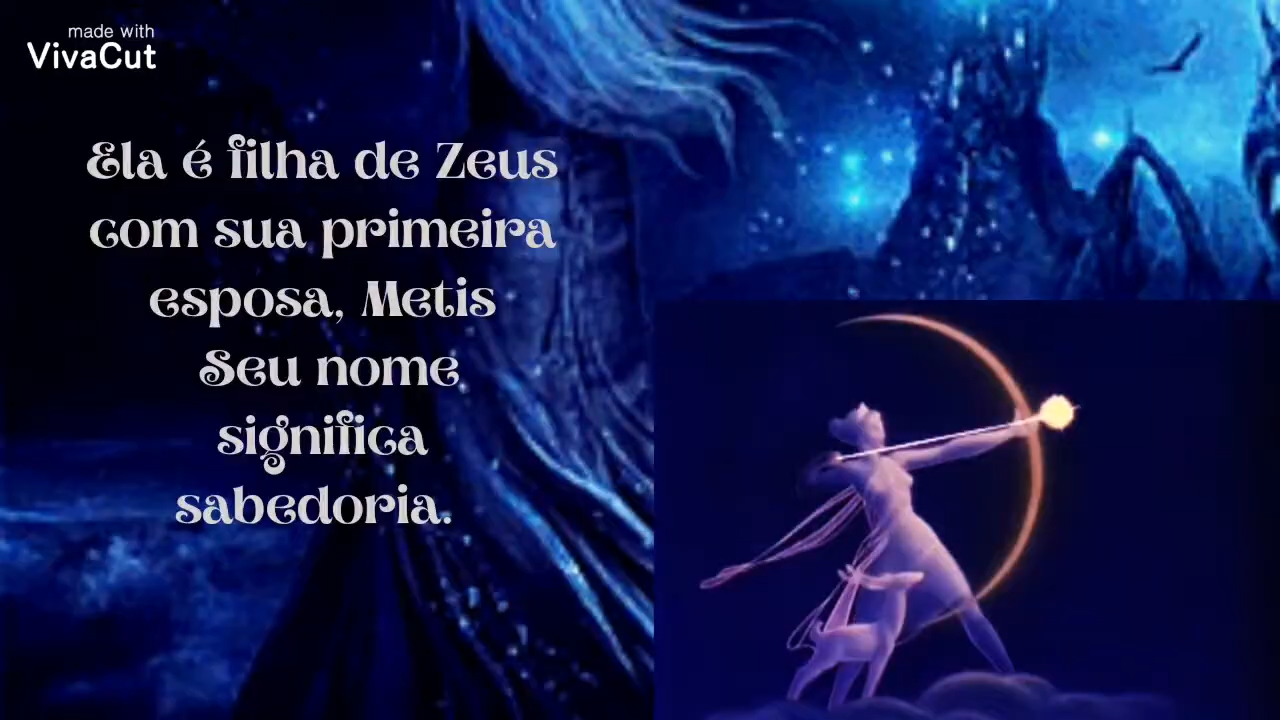 made with
VivaCut
Ela é filha de Zeus
com sua primeira
esposa, Metis
Seu nome
significa
sabedoria.